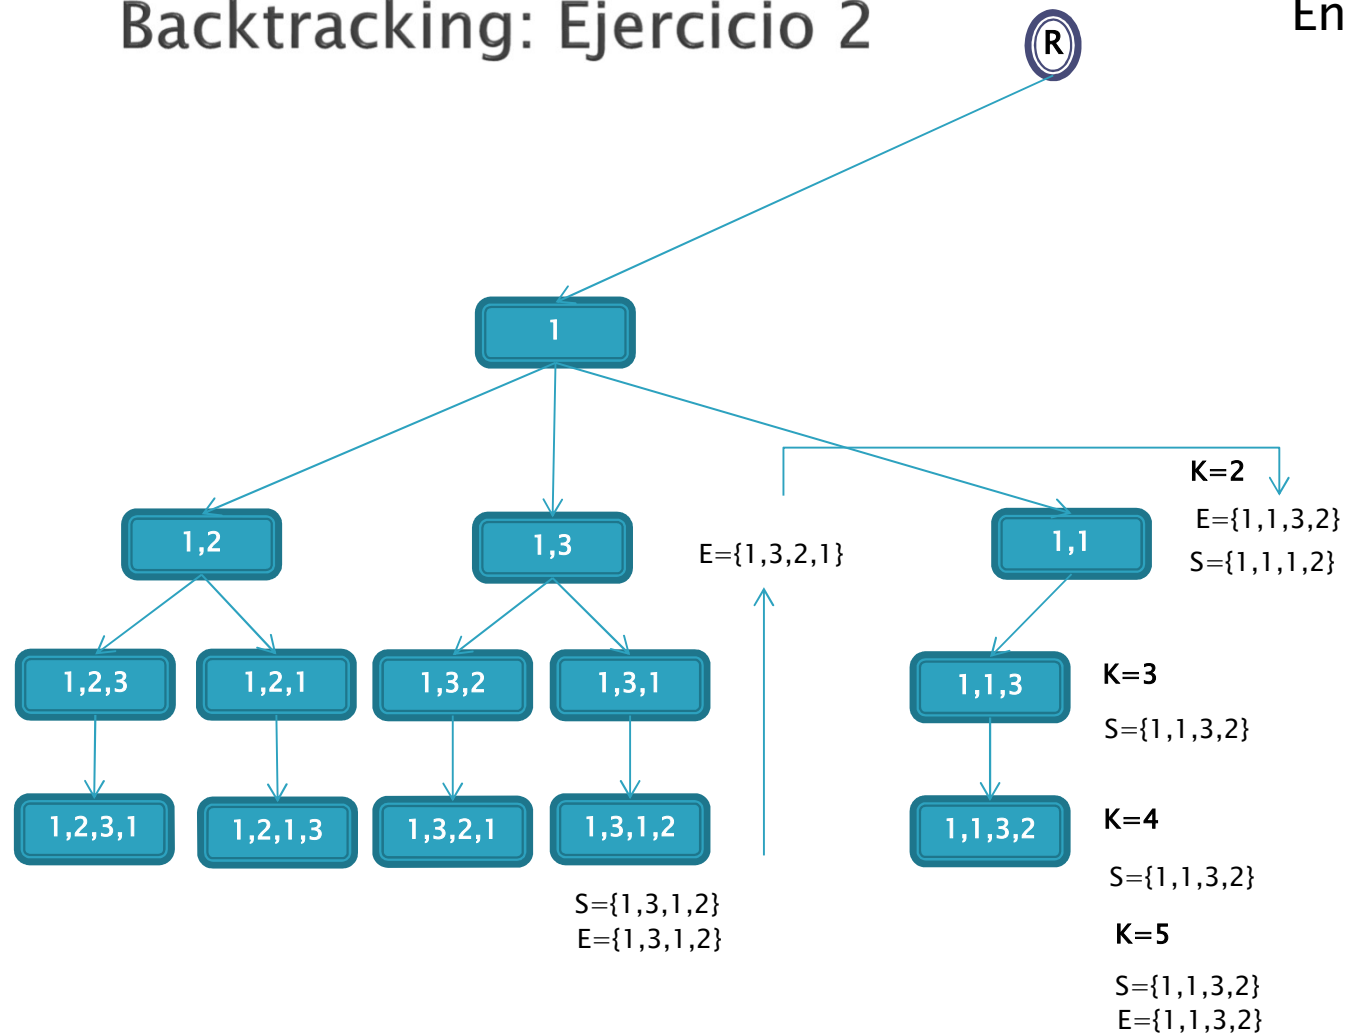 Backtracking: Ejercicio 2
En
R
1
K=2
1,2
1,3
E={1,3,2,1}
1,1
E={1,1,3,2}
S={1,1,1,2}
1,2,3
1,2,1
1,3,2
1,3,1
1,1,3
K=3
S={1,1,3,2}
1,2,3,1
1,2,1,3
1,3,2,1
1,3,1,2
1,1,3,2
K=4
S={1,1,3,2}
S={1,3,1,2}
E={1,3,1,2}
K=5
S={1,1,3,2}
E={1,1,3,2}